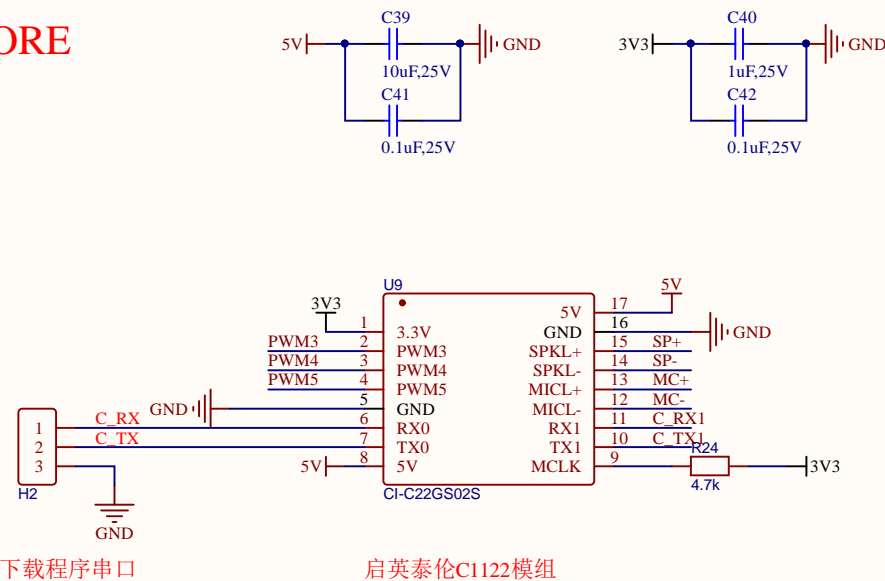 ORE
C39
5V
GND
10uF,25V
C41
0.1uF,25V
C40
3V3
GND
1uF,25V
C42
0.1uF,25V
U9
3V3
1
3.3V
PWM3
2
PWM3
PWM4
3
PWM4
PWM5
4
PWM5
GND
5
GND
C_RX
6
RX0
C_TX
7
TX0
5V
8
5V
1
2
3
H2
GND
5V
17
5V
GND
16
GND
SPKL+
15
SP+
SPKL-
14
SP-
MICL+
13
MC+
MICL-
12
MC-
RX1
11
C_RX1
TX1
10
C_TX1
MCLK
9
R24
4.7k
3V3
CI-C22GS02S
下载程序串口
启英泰伦C1122模组